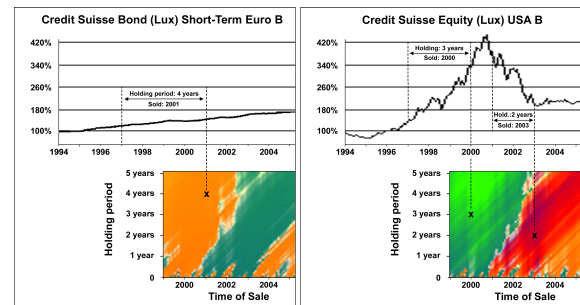 Credit Suisse Bond (Lux) Short-Term Euro B
420%
340%
260%
180%
100%
Holding period: 4 years
Sold: 2001
1994 1996 1998 2000 2002 2004
Holding period
5 years
4 years
3 years
2 years
1 year
0
2000 2002 2004
Time of Sale
Credit Suisse Equity (Lux) USA B
420%
340%
260%
180%
100%
Holding: 3 years
Sold: 2000
Hold.:2 years
Sold: 2003
1994 1996 1998 2000 2002 2004
Holding period
5 years
4 years
3 years
2 years
1 year
0
2000 2002 2004
Time of Sale